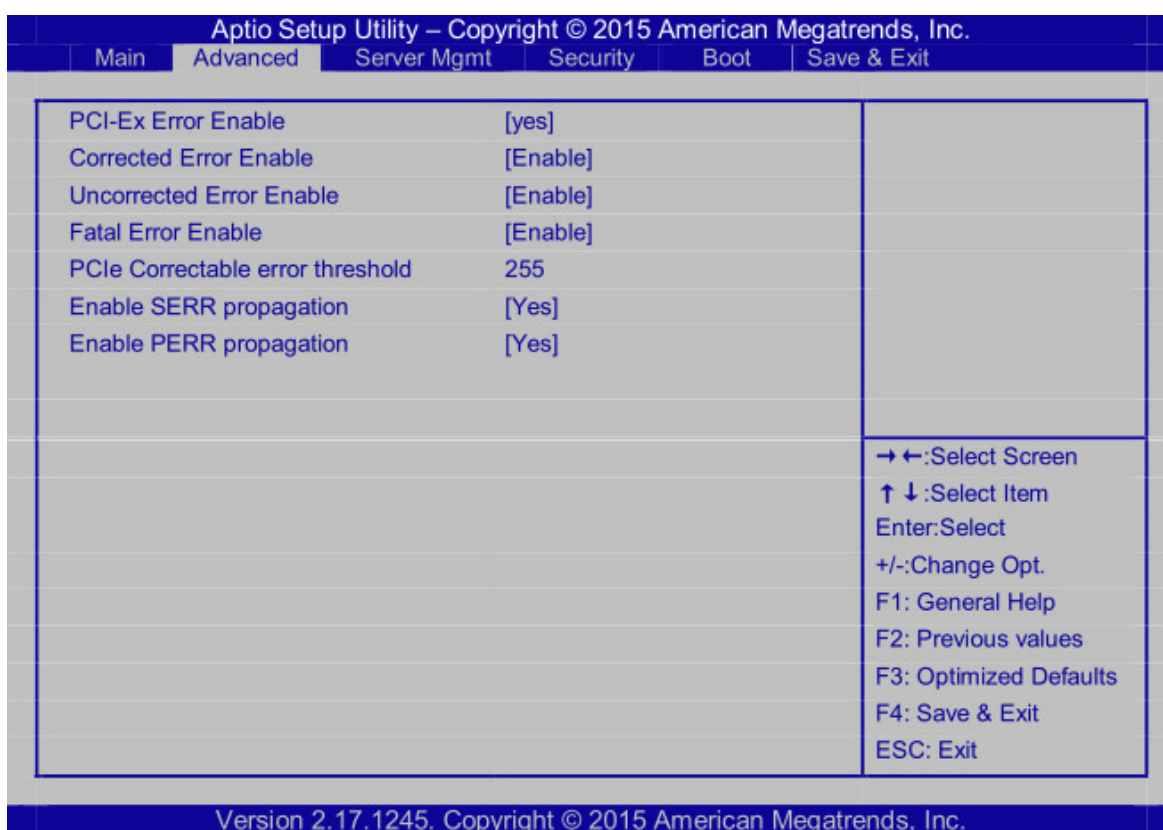 Aptio Setup Utility – Copyright © 2015 American Megatrends, Inc.
Main Advanced Server Mgmt Security Boot Save & Exit
PCI-Ex Error Enable [yes]
Corrected Error Enable [Enable]
Uncorrected Error Enable [Enable]
Fatal Error Enable [Enable]
PCIe Correctable error threshold 255
Enable SERR propagation [Yes]
Enable PERR propagation [Yes]
→←:Select Screen
↑↓:Select Item
Enter:Select
+/-:Change Opt.
F1: General Help
F2: Previous values
F3: Optimized Defaults
F4: Save & Exit
ESC: Exit
Version 2.17.1245. Copyright © 2015 American Megatrends, Inc.